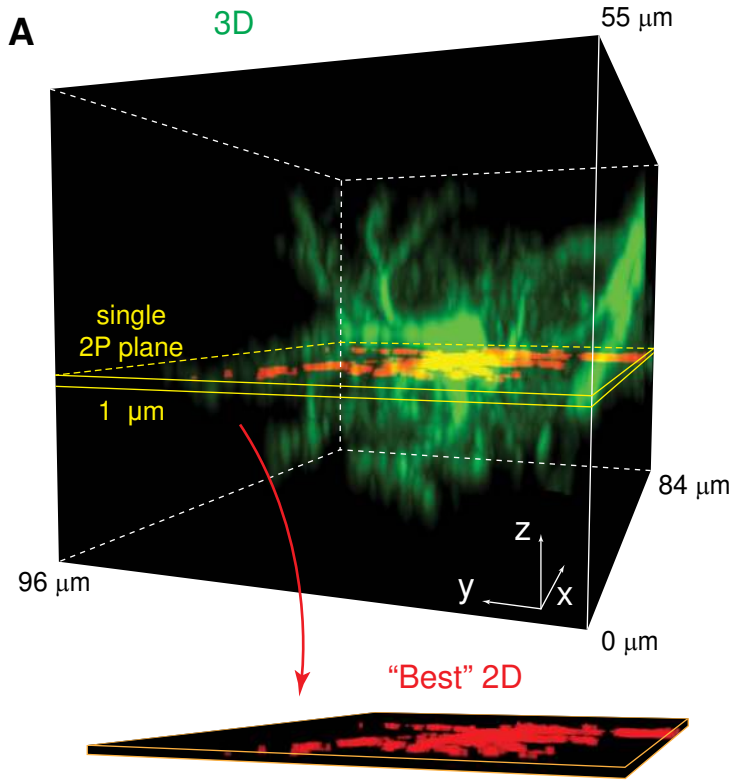 A
3D
55 μm
single
2P plane
1 μm
84 μm
z
y
x
96 μm
0 μm
“Best” 2D